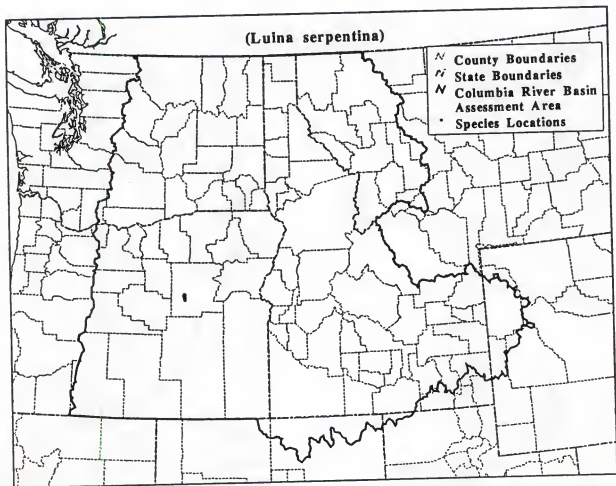 (Luina serpentina)
County Boundaries
State Boundaries
Columbia River Basin
Assessment Area
Species Locations